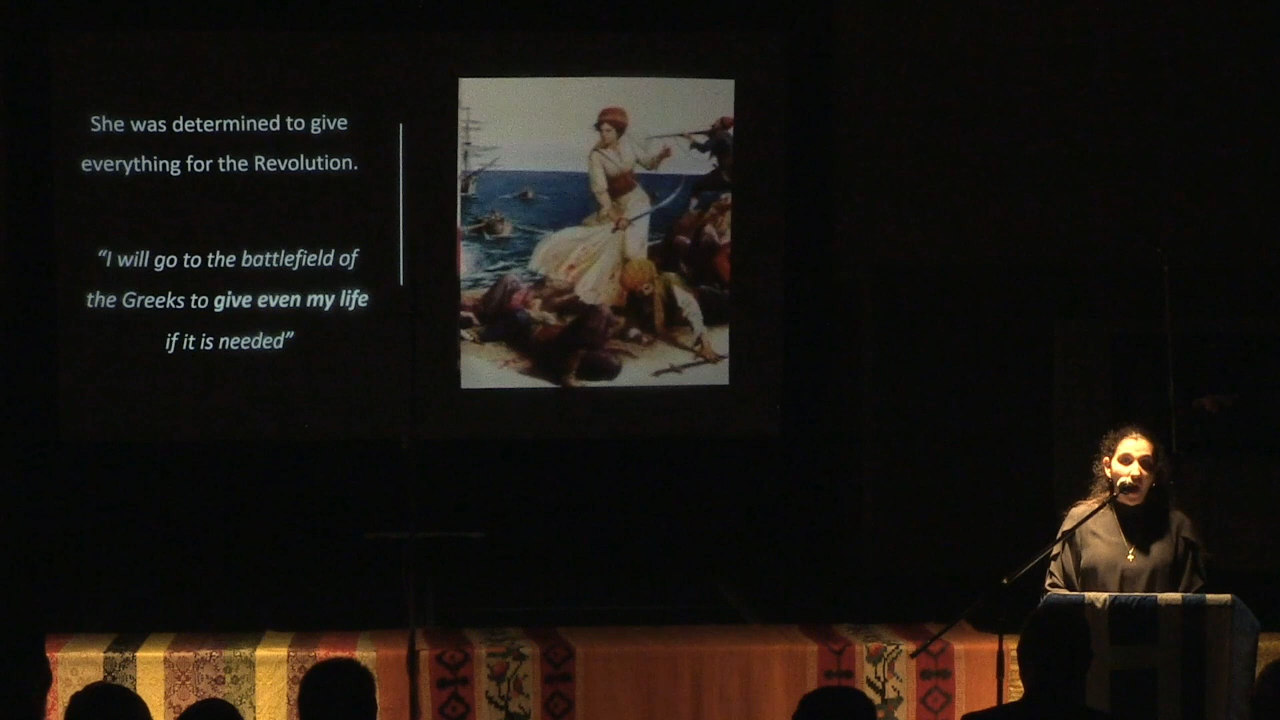 She was determined to give
everything for the Revolution.
“I will go to the battlefield of
the Greeks to give even my life
if it is needed”